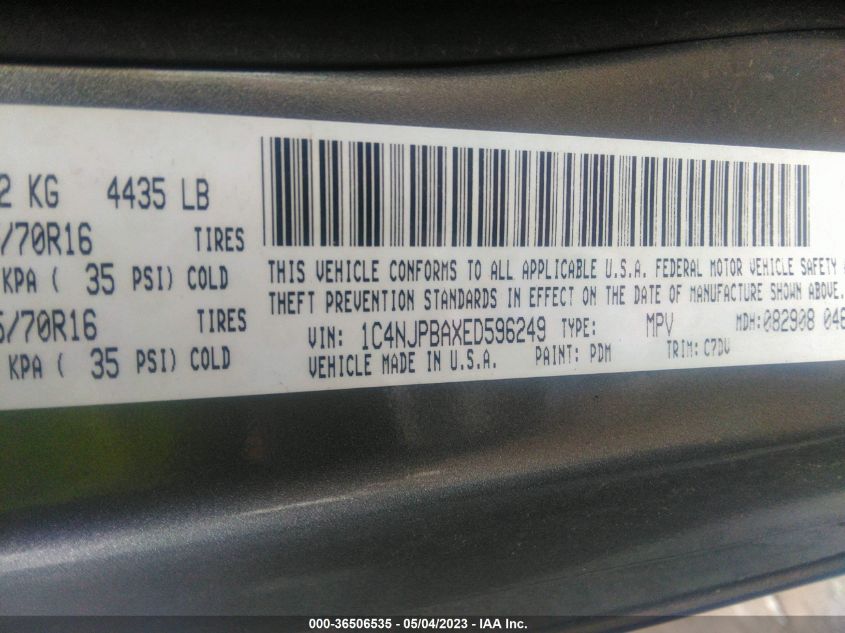 2 KG 4435 LB
/70R16 TIRES
KPA ( 35 PSI) COLD
5/70R16 TIRES
KPA ( 35 PSI) COLD
THIS VEHICLE CONFORMS TO ALL APPLICABLE U.S.A. FEDERAL MOTOR VEHICLE SAFETY
THEFT PREVENTION STANDARDS IN EFFECT ON THE DATE OF MANUFACTURE SHOWN ABOVE.
VIN: 1C4NJPBAXED596249 TYPE: MPV MDH:082908 046
VEHICLE MADE IN U.S.A. PAINT: PDM TRIM: C7DV
000-36506535 - 05/04/2023 - IAA Inc.